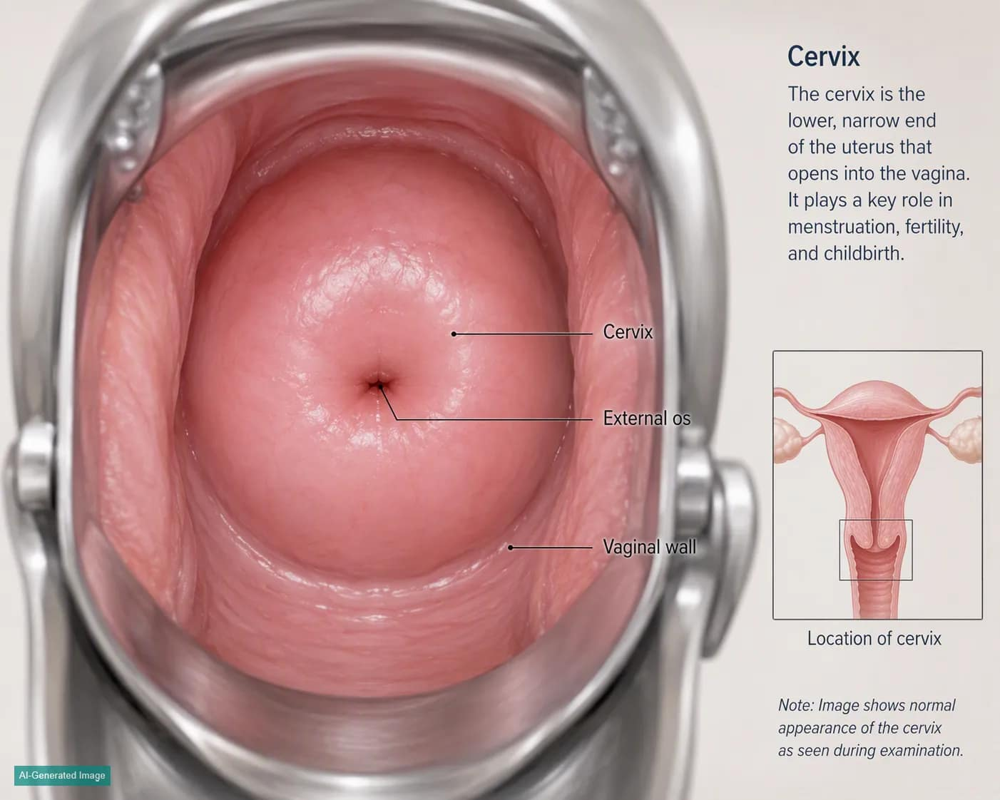 Cervix
The cervix is the
lower, narrow end
of the uterus that
opens into the vagina.
It plays a key role in
menstruation, fertility,
and childbirth.
Cervix
External os
Vaginal wall
Location of cervix
Note: Image shows normal
appearance of the cervix
as seen during examination.
AI-Generated Image